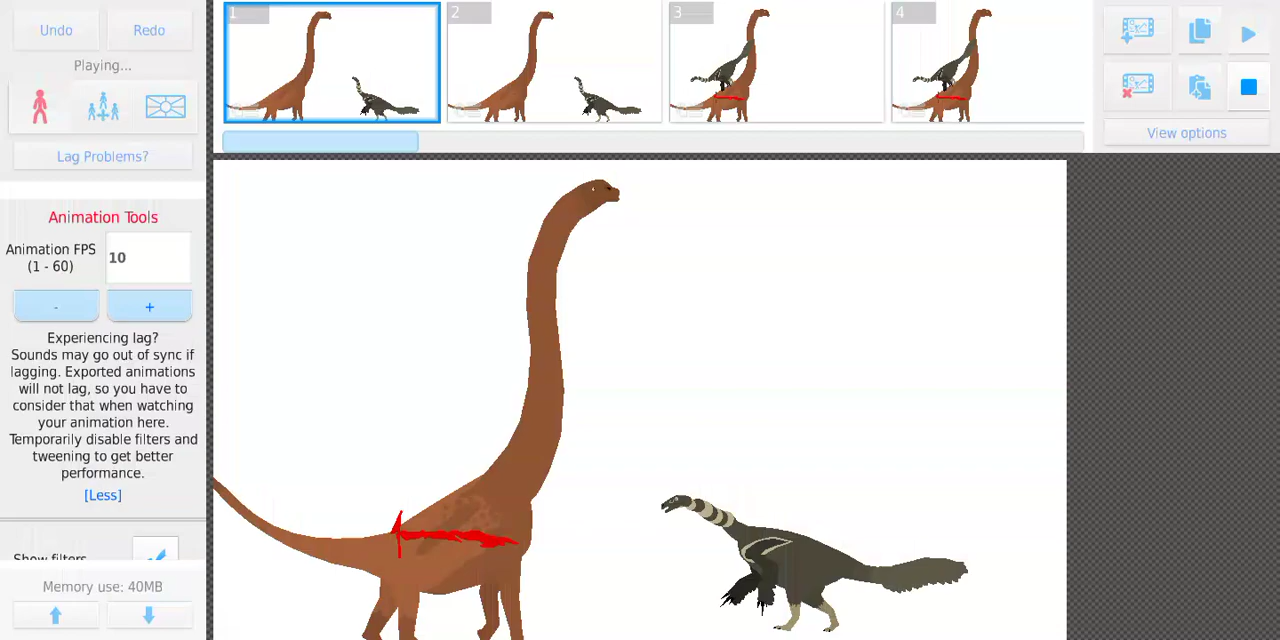 Undo
Redo
Playing...
Lag Problems?
Animation Tools
Animation FPS
(1 - 60)
10
-
+
Experiencing lag?
Sounds may go out of sync if
lagging. Exported animations
will not lag, so you have to
consider that when watching
your animation here.
Temporarily disable filters and
tweening to get better
performance.
[Less]
Show filters
Memory use: 40MB
1
2
3
4
View options